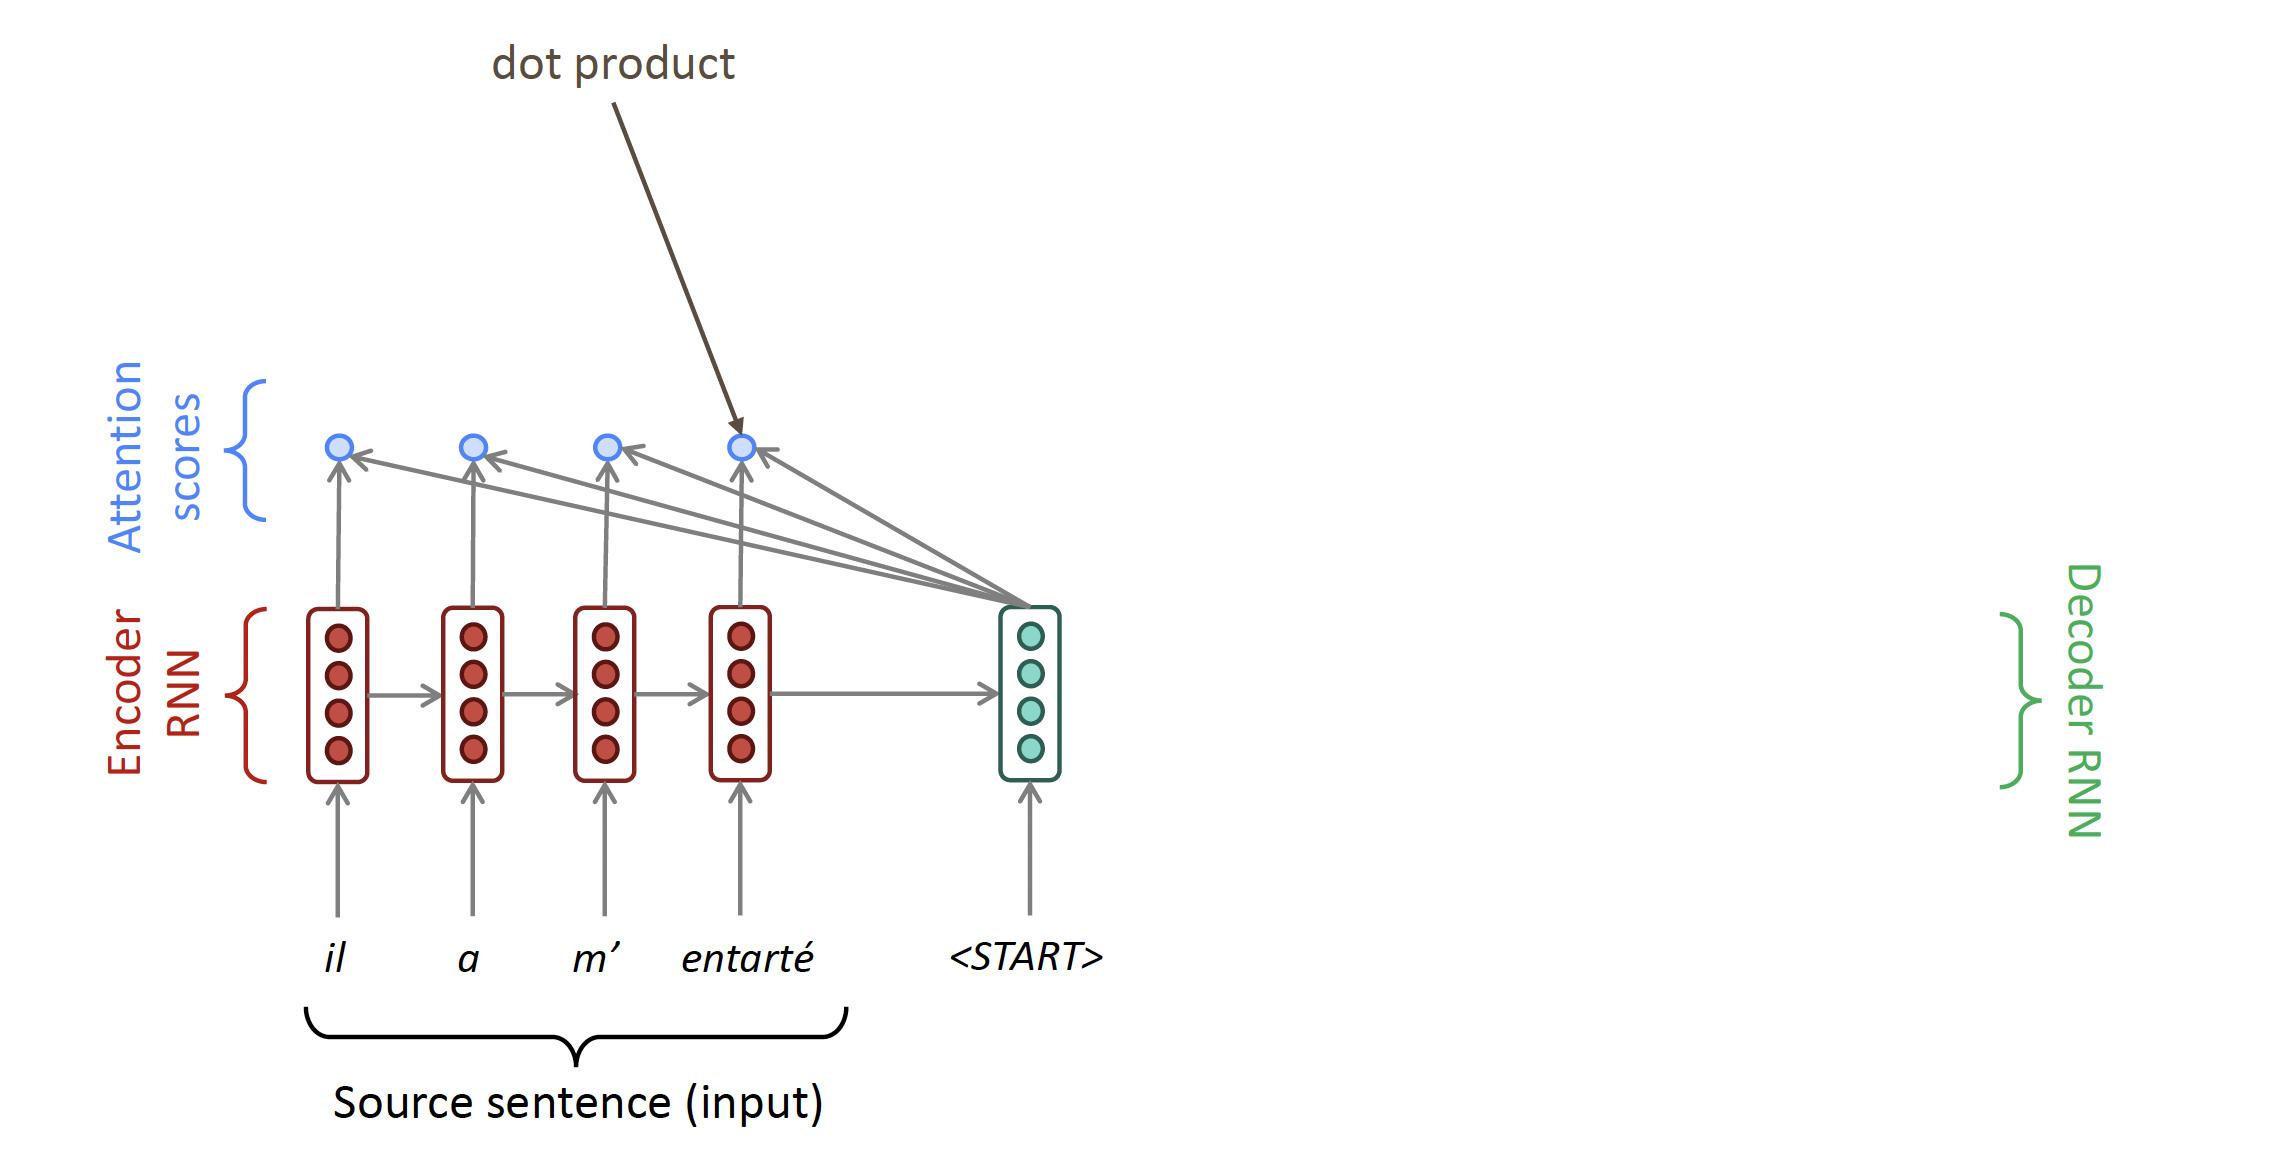 dot product
Attention
scores
Encoder
RNN
Decoder RNN
il a m’ entarté <START>
Source sentence (input)